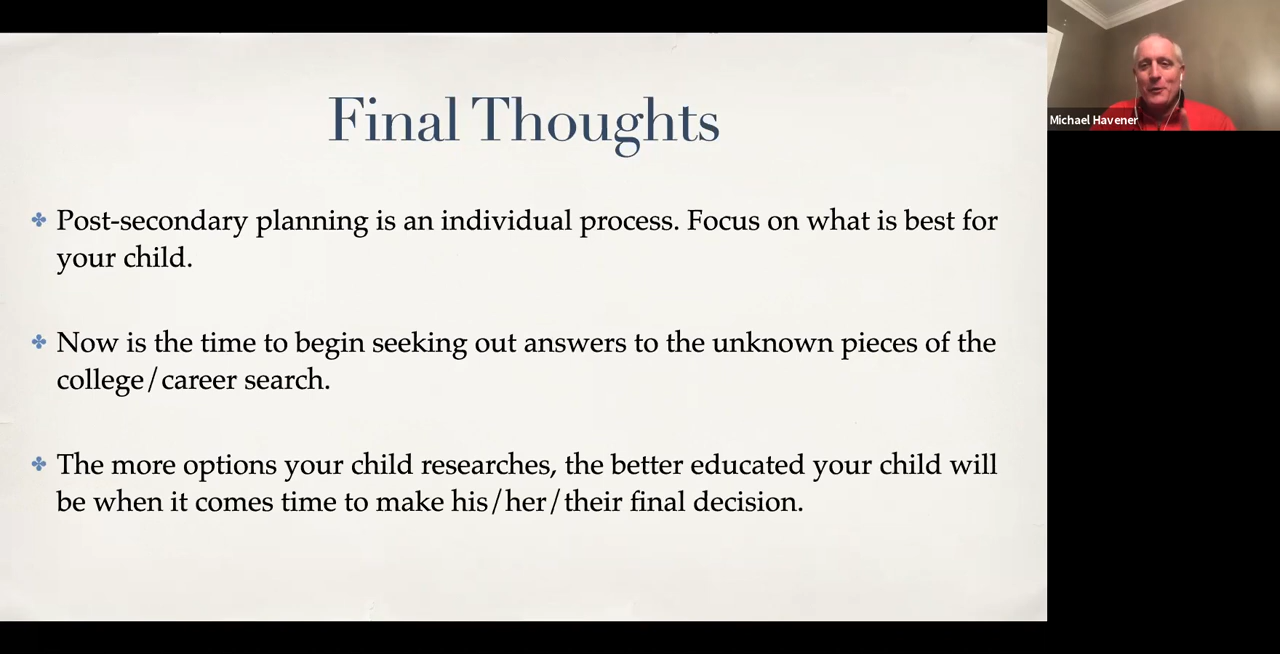 Final Thoughts
Post-secondary planning is an individual process. Focus on what is best for
your child.
Now is the time to begin seeking out answers to the unknown pieces of the
college/career search.
The more options your child researches, the better educated your child will
be when it comes time to make his/her/their final decision.
Michael Havener